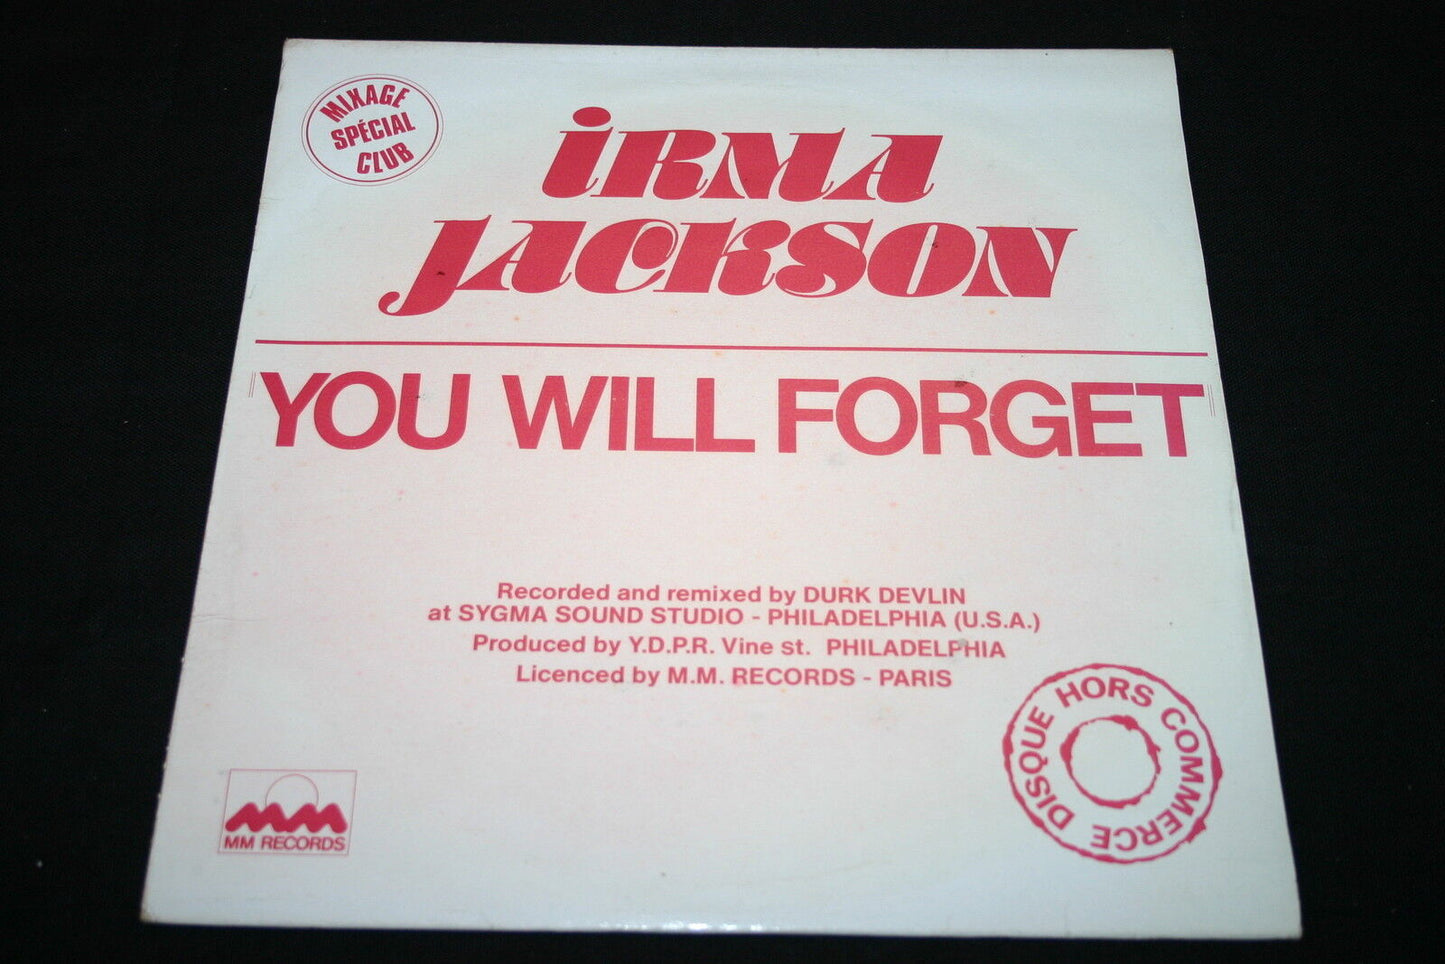 MIXAGE
SPÉCIAL
CLUB
iRMA
JACKSON
YOU WILL FORGET
Recorded and remixed by DURK DEVLIN
at SYGMA SOUND STUDIO - PHILADELPHIA (U.S.A.)
Produced by Y.D.P.R. Vine st. PHILADELPHIA
Licenced by M.M. RECORDS - PARIS
DISQUE HORS COMMERCE
MM
MM RECORDS